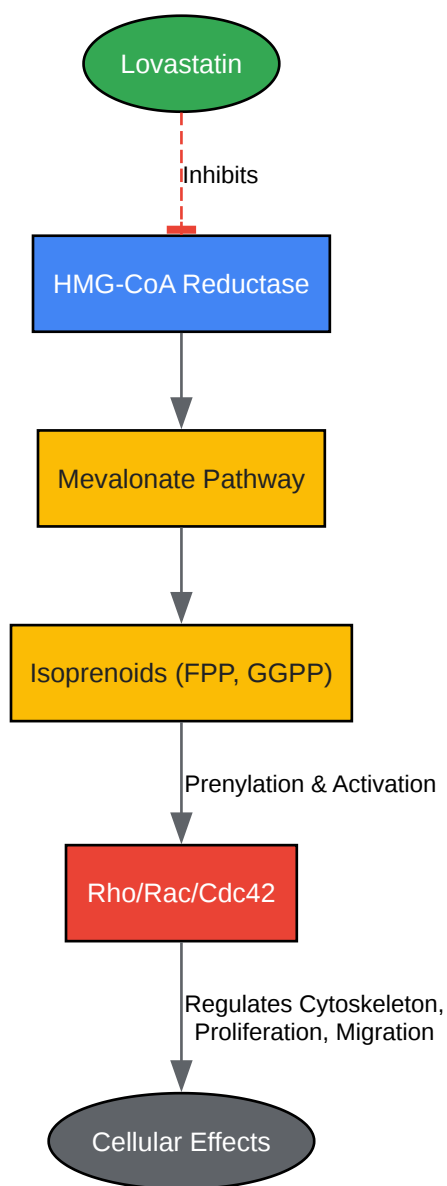 Lovastatin
Inhibits
HMG-CoA Reductase
Mevalonate Pathway
Isoprenoids (FPP, GGPP)
Prenylation & Activation
Rho/Rac/Cdc42
Regulates Cytoskeleton,
Proliferation, Migration
Cellular Effects